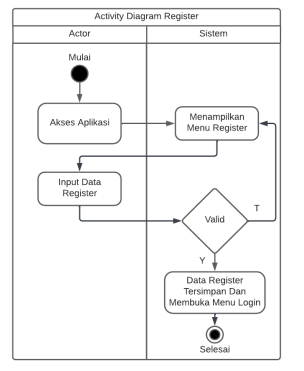 Activity Diagram Register
Actor
Sistem
Mulai
Akses Aplikasi
Menampilkan
Menu Register
Input Data
Register
Valid
T
Y
Data Register
Tersimpan Dan
Membuka Menu Login
Selesai